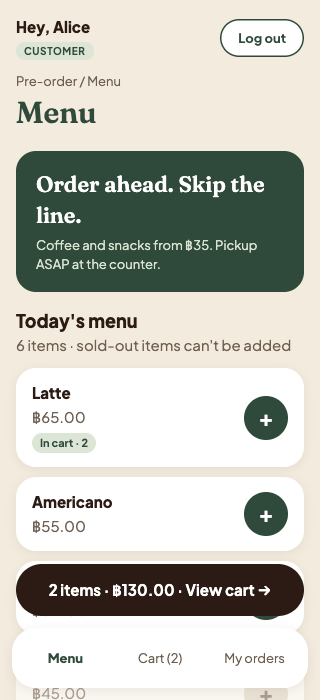 Hey, Alice
CUSTOMER
Log out
Pre-order / Menu
Menu
Order ahead. Skip the
line.
Coffee and snacks from ฿35. Pickup
ASAP at the counter.
Today's menu
6 items · sold-out items can't be added
Latte
฿65.00
In cart · 2
+
Americano
฿55.00
+
2 items · ฿130.00 · View cart →
Menu
Cart (2)
My orders
฿45.00
+